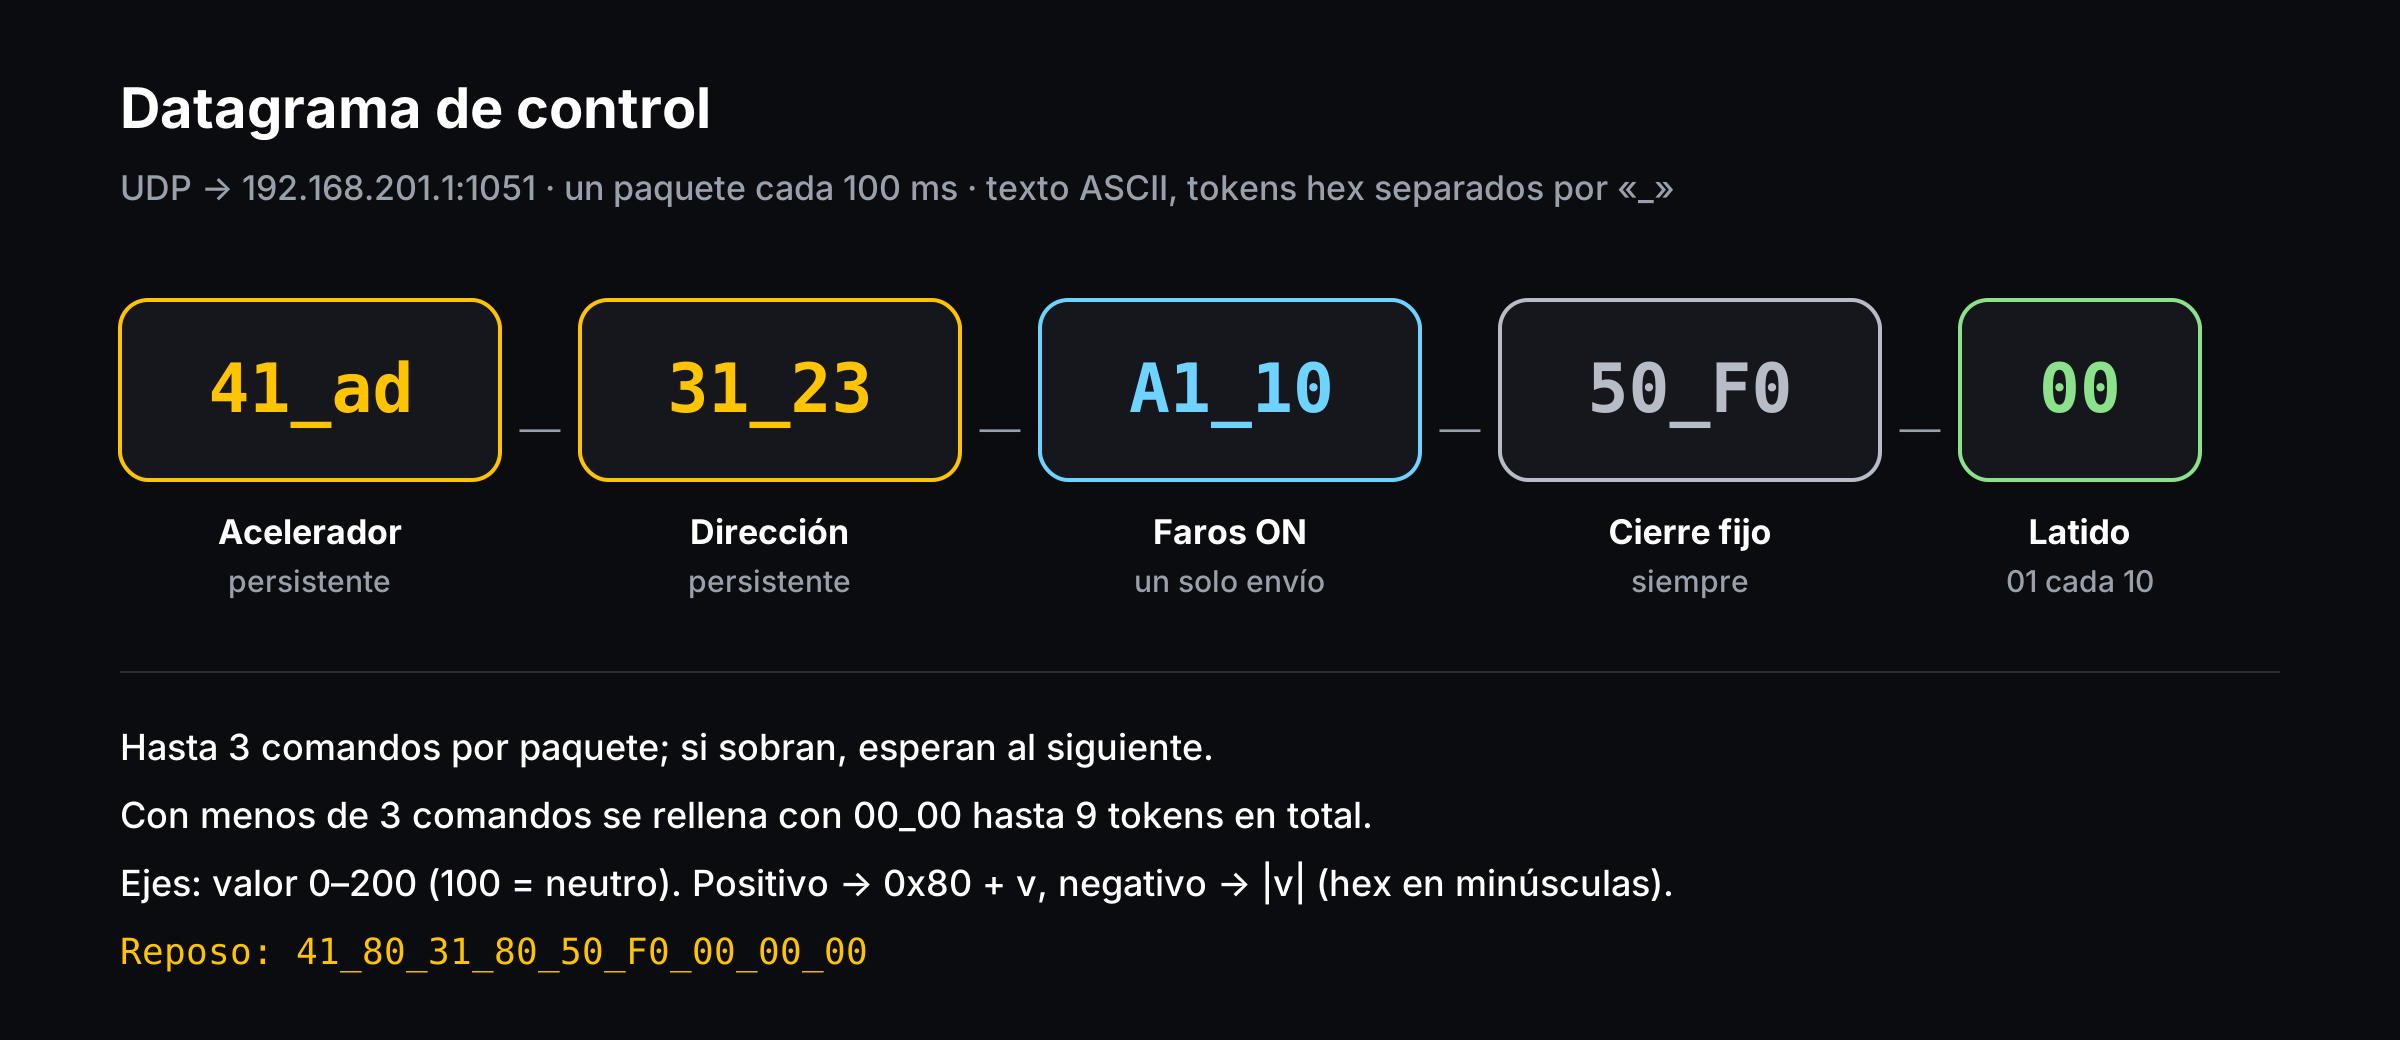 Datagrama de control
UDP → 192.168.201.1:1051 · un paquete cada 100 ms · texto ASCII, tokens hex separados por «_»
41_ad _ 31_23 _ A1_10 _ 50_F0 _ 00
Acelerador Dirección Faros ON Cierre fijo Latido
persistente persistente un solo envío siempre 01 cada 10
Hasta 3 comandos por paquete; si sobran, esperan al siguiente.
Con menos de 3 comandos se rellena con 00_00 hasta 9 tokens en total.
Ejes: valor 0–200 (100 = neutro). Positivo → 0x80 + v, negativo → |v| (hex en minúsculas).
Reposo: 41_80_31_80_50_F0_00_00_00